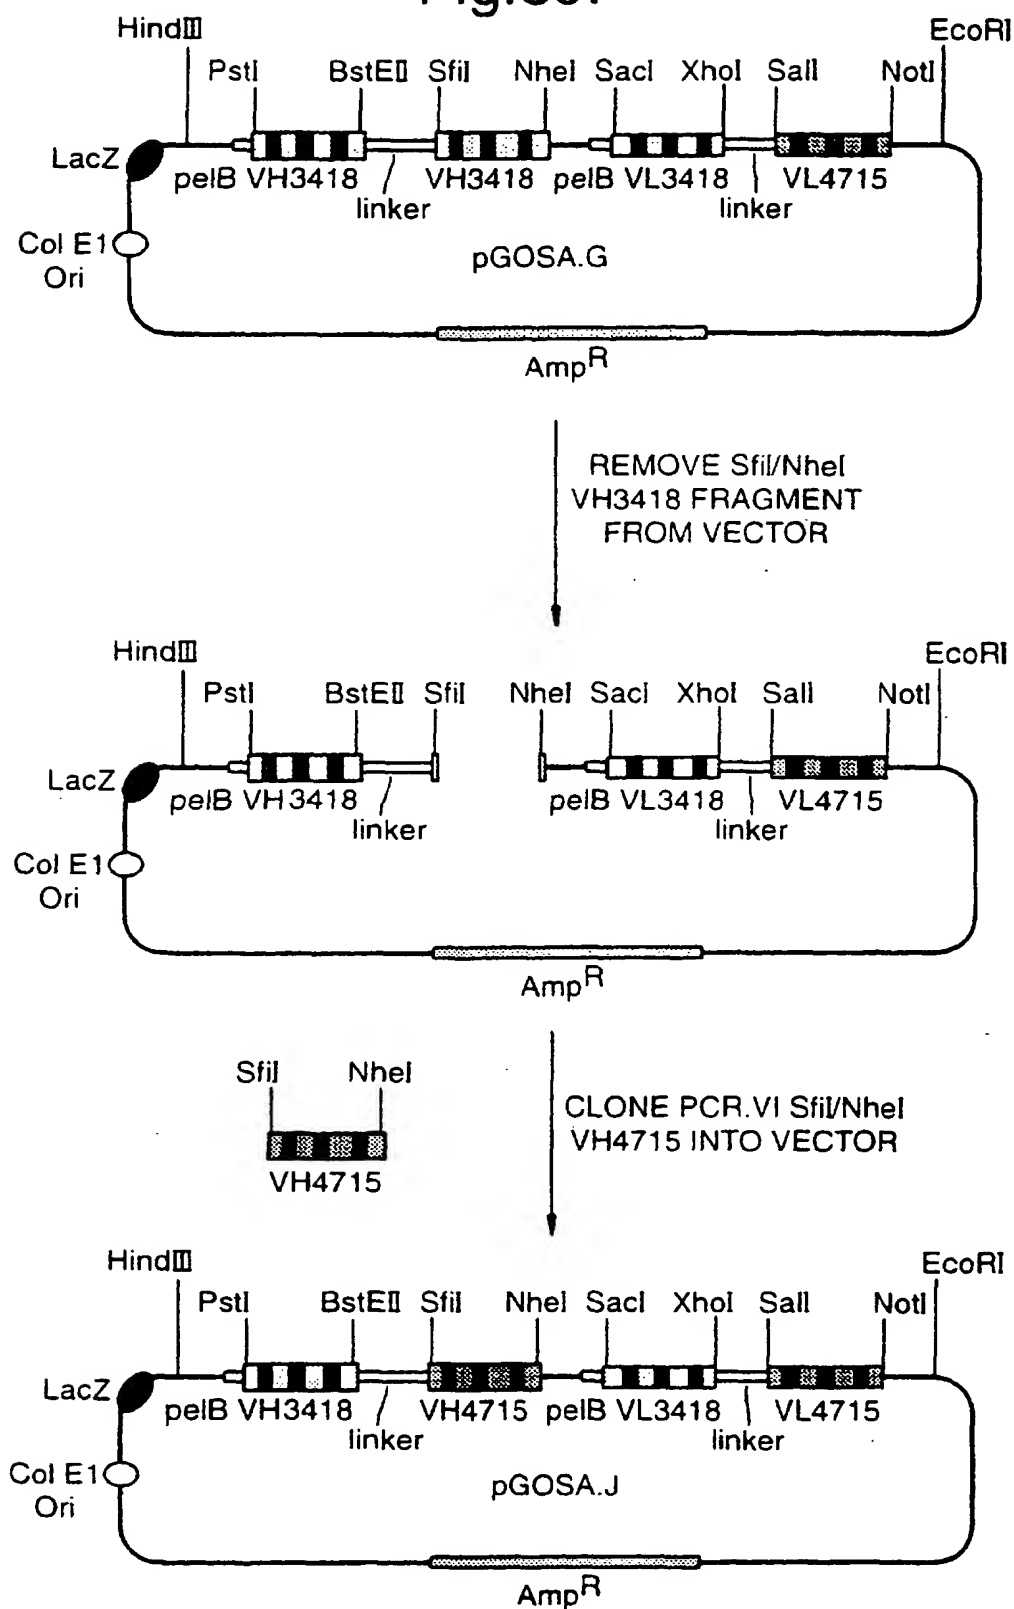 HindIII EcoRI
PstI BstEII SfiI NheI SacI XhoI SalI NotI
LacZ
pelB VH3418 VH3418 pelB VL3418 VL4715
linker linker
Col E1
Ori
pGOSA.G
AmpR
REMOVE SfiI/NheI
VH3418 FRAGMENT
FROM VECTOR
HindIII EcoRI
PstI BstEII SfiI NheI SacI XhoI SalI NotI
LacZ
pelB VH3418 pelB VL3418 VL4715
linker linker
Col E1
Ori
AmpR
SfiI NheI
VH4715
CLONE PCR.VI SfiI/NheI
VH4715 INTO VECTOR
HindIII EcoRI
PstI BstEII SfiI NheI SacI XhoI SalI NotI
LacZ
pelB VH3418 VH4715 pelB VL3418 VL4715
linker linker
Col E1
Ori
pGOSA.J
AmpR